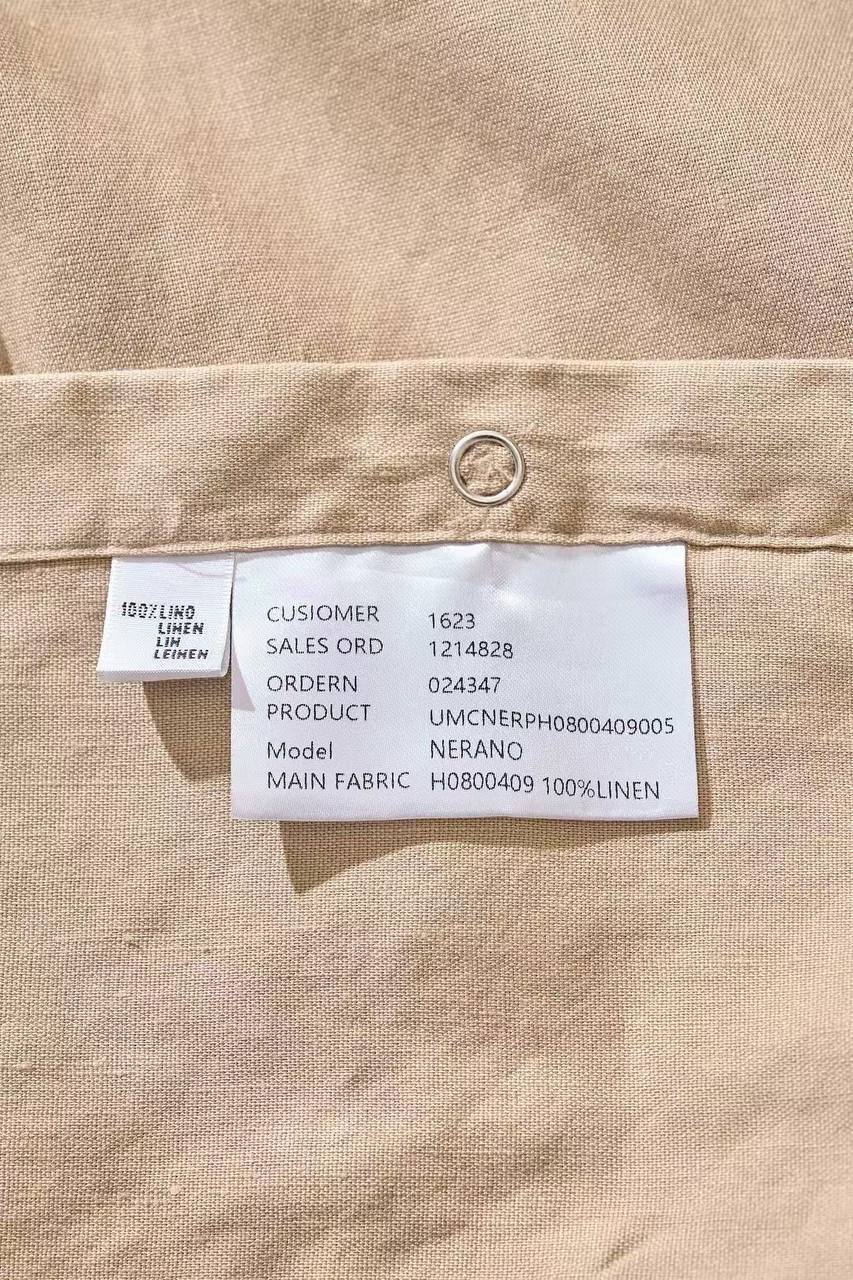 100%LINO
LINEN
LIN
LEINEN
CUSIOMER 1623
SALES ORD 1214828
ORDERN 024347
PRODUCT UMCNERPH0800409005
Model NERANO
MAIN FABRIC H0800409 100%LINEN